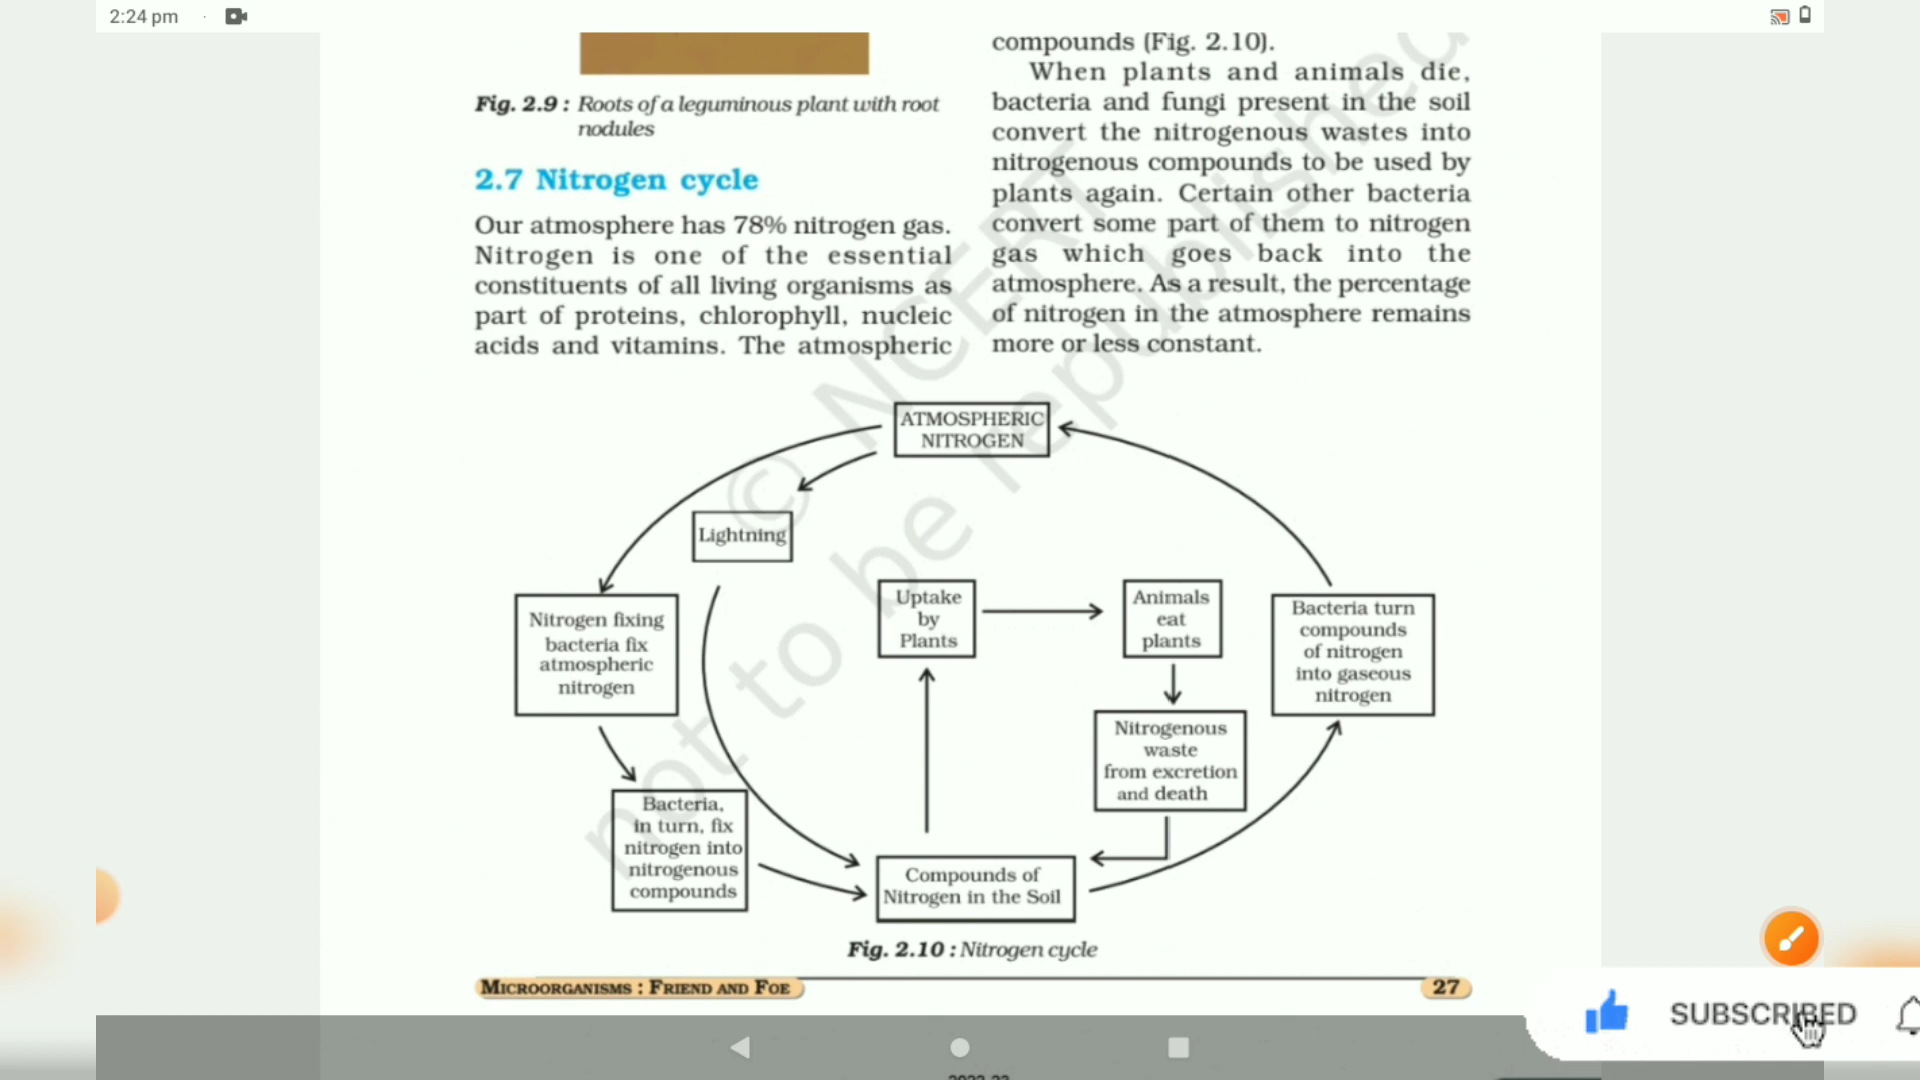 2:24 pm
compounds (Fig. 2.10).
When plants and animals die,
bacteria and fungi present in the soil
convert the nitrogenous wastes into
nitrogenous compounds to be used by
plants again. Certain other bacteria
convert some part of them to nitrogen
gas which goes back into the
atmosphere. As a result, the percentage
of nitrogen in the atmosphere remains
more or less constant.
Fig. 2.9 : Roots of a leguminous plant with root
nodules
2.7 Nitrogen cycle
Our atmosphere has 78% nitrogen gas.
Nitrogen is one of the essential
constituents of all living organisms as
part of proteins, chlorophyll, nucleic
acids and vitamins. The atmospheric
© NCERT
not to be republished
ATMOSPHERIC
NITROGEN
Lightning
Nitrogen fixing
bacteria fix
atmospheric
nitrogen
Uptake
by
Plants
Animals
eat
plants
Bacteria turn
compounds
of nitrogen
into gaseous
nitrogen
Nitrogenous
waste
from excretion
and death
Bacteria,
in turn, fix
nitrogen into
nitrogenous
compounds
Compounds of
Nitrogen in the Soil
Fig. 2.10 : Nitrogen cycle
MICROORGANISMS : FRIEND AND FOE
27
SUBSCRIBED